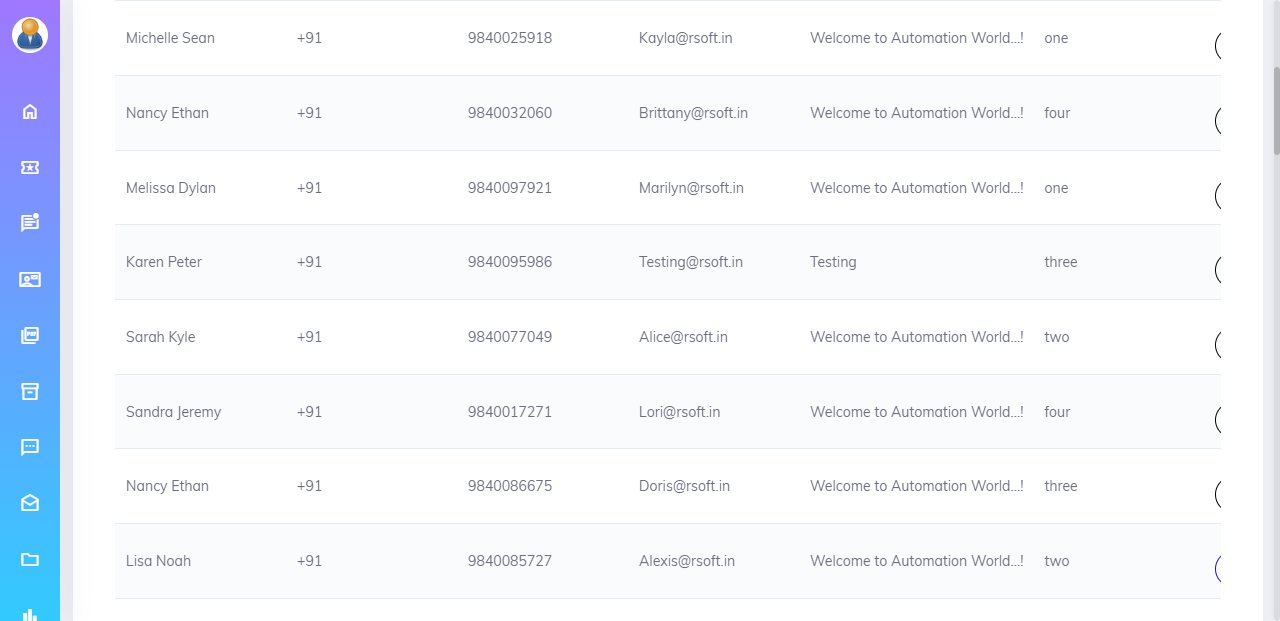 Michelle Sean +91 9840025918 Kayla@rsoft.in Welcome to Automation World...! one
Nancy Ethan +91 9840032060 Brittany@rsoft.in Welcome to Automation World...! four
Melissa Dylan +91 9840097921 Marilyn@rsoft.in Welcome to Automation World...! one
Karen Peter +91 9840095986 Testing@rsoft.in Testing three
Sarah Kyle +91 9840077049 Alice@rsoft.in Welcome to Automation World...! two
Sandra Jeremy +91 9840017271 Lori@rsoft.in Welcome to Automation World...! four
Nancy Ethan +91 9840086675 Doris@rsoft.in Welcome to Automation World...! three
Lisa Noah +91 9840085727 Alexis@rsoft.in Welcome to Automation World...! two